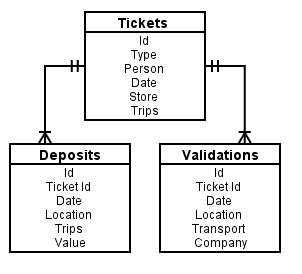 Tickets
Id
Type
Person
Date
Store
Trips
Deposits
Id
Ticket Id
Date
Location
Trips
Value
Validations
Id
Ticket Id
Date
Location
Transport
Company